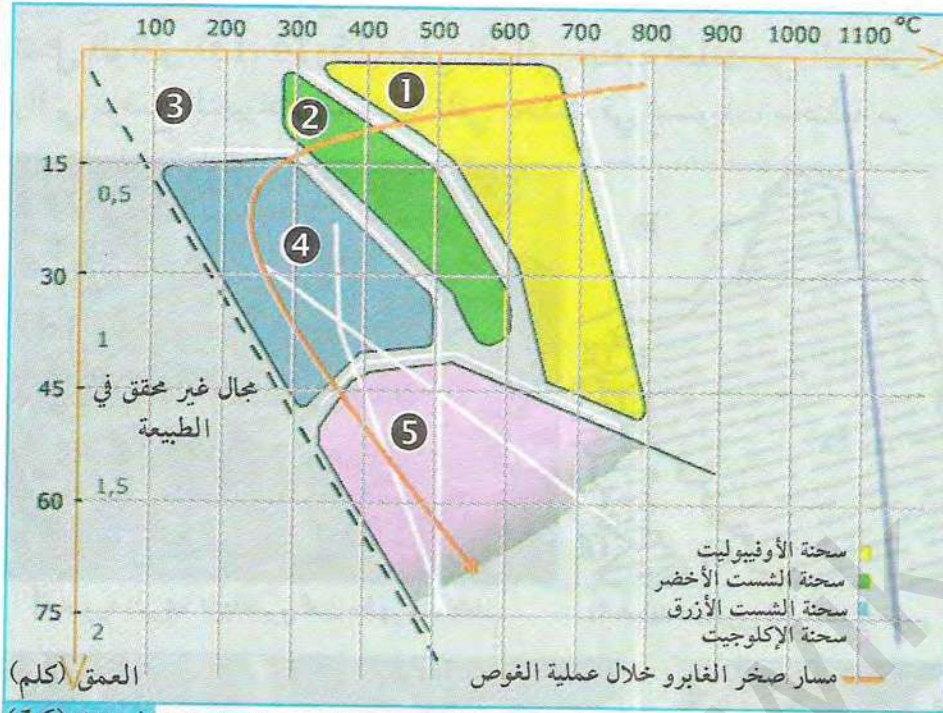 100 200 300 400 500 600 700 800 900 1000 1100 °C
1
2
3
15
0,5
4
30
1
45
مجال غير محقق في
الطبيعة
5
60
1,5
سحنة الأوفيبوليت
سحنة الشست الأخضر
سحنة الشست الأزرق
سحنة الإكلوجيت
75
2
العمق (كلم)
مسار صخر الغابرو خلال عملية الغوص